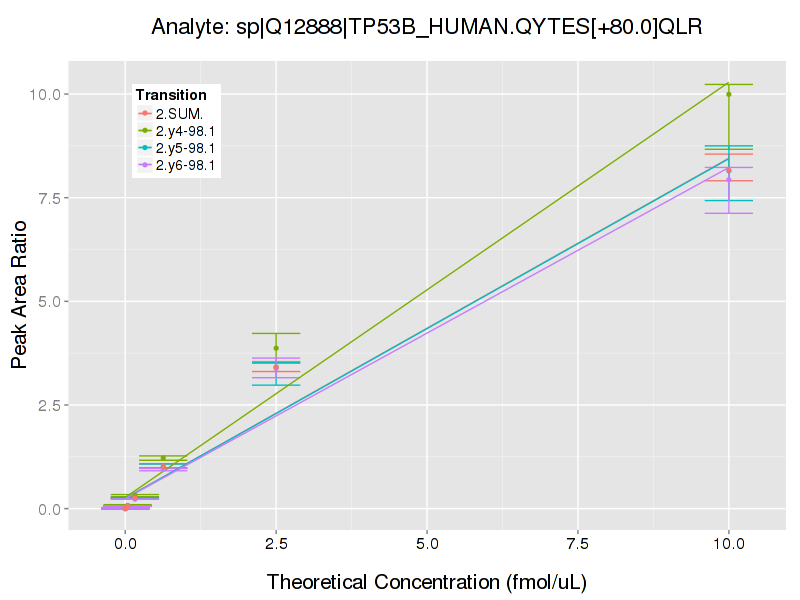 Analyte: sp|Q12888|TP53B_HUMAN.QYTES[+80.0]QLR
Transition
2.SUM.
2.y4-98.1
2.y5-98.1
2.y6-98.1
Peak Area Ratio
10.0
7.5
5.0
2.5
0.0
0.0 2.5 5.0 7.5 10.0
Theoretical Concentration (fmol/uL)